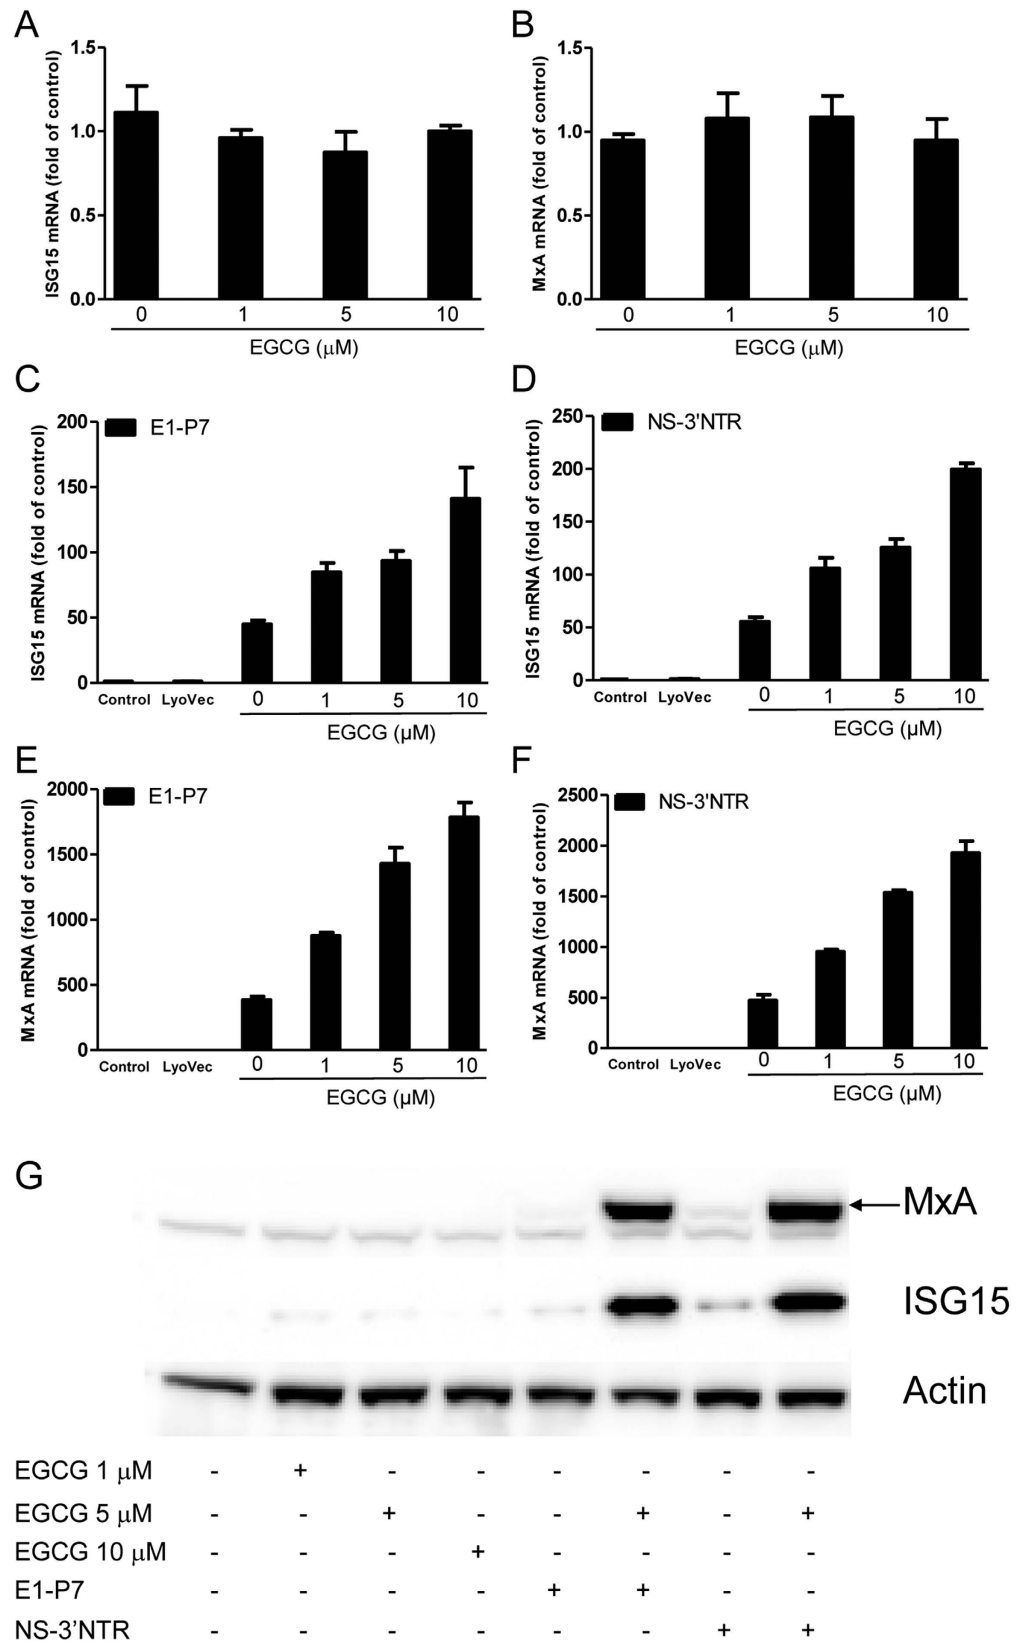 A
B
ISG15 mRNA (fold of control)
1.5
1.0
0.5
0.0
0 1 5 10
EGCG (μM)
MxA mRNA (fold of control)
1.5
1.0
0.5
0.0
0 1 5 10
EGCG (μM)
C
D
ISG15 mRNA (fold of control)
200
150
100
50
0
E1-P7
Control LyoVec 0 1 5 10
EGCG (μM)
ISG15 mRNA (fold of control)
250
200
150
100
50
0
NS-3'NTR
Control LyoVec 0 1 5 10
EGCG (μM)
E
F
MxA mRNA (fold of control)
2000
1500
1000
500
0
E1-P7
Control LyoVec 0 1 5 10
EGCG (μM)
MxA mRNA (fold of control)
2500
2000
1500
1000
500
0
NS-3'NTR
Control LyoVec 0 1 5 10
EGCG (μM)
G
MxA
ISG15
Actin
EGCG 1 μM - + - - - - - -
EGCG 5 μM - - + - - + - +
EGCG 10 μM - - - + - - - -
E1-P7 - - - - + + - -
NS-3’NTR - - - - - - + +